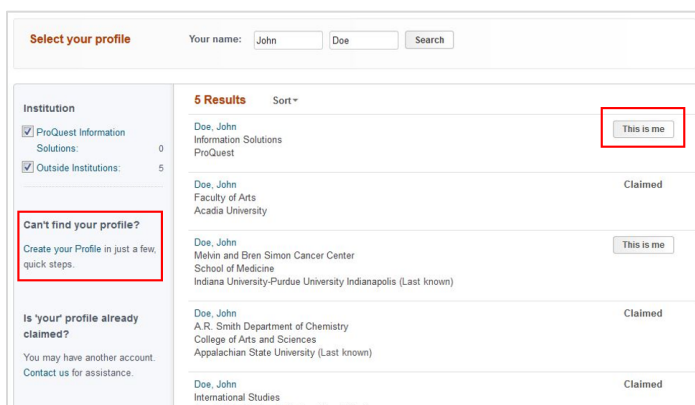 Select your profile
Your name: John Doe Search
Institution
ProQuest Information
Solutions: 0
Outside Institutions: 5
Can't find your profile?
Create your Profile in just a few,
quick steps.
Is 'your' profile already
claimed?
You may have another account.
Contact us for assistance.
5 Results Sort
Doe, John
This is me
Information Solutions
ProQuest
Doe, John
Claimed
Faculty of Arts
Acadia University
Doe, John
This is me
Melvin and Bren Simon Cancer Center
School of Medicine
Indiana University-Purdue University Indianapolis (Last known)
Doe, John
Claimed
A.R. Smith Department of Chemistry
College of Arts and Sciences
Appalachian State University (Last known)
Doe, John
Claimed
International Studies